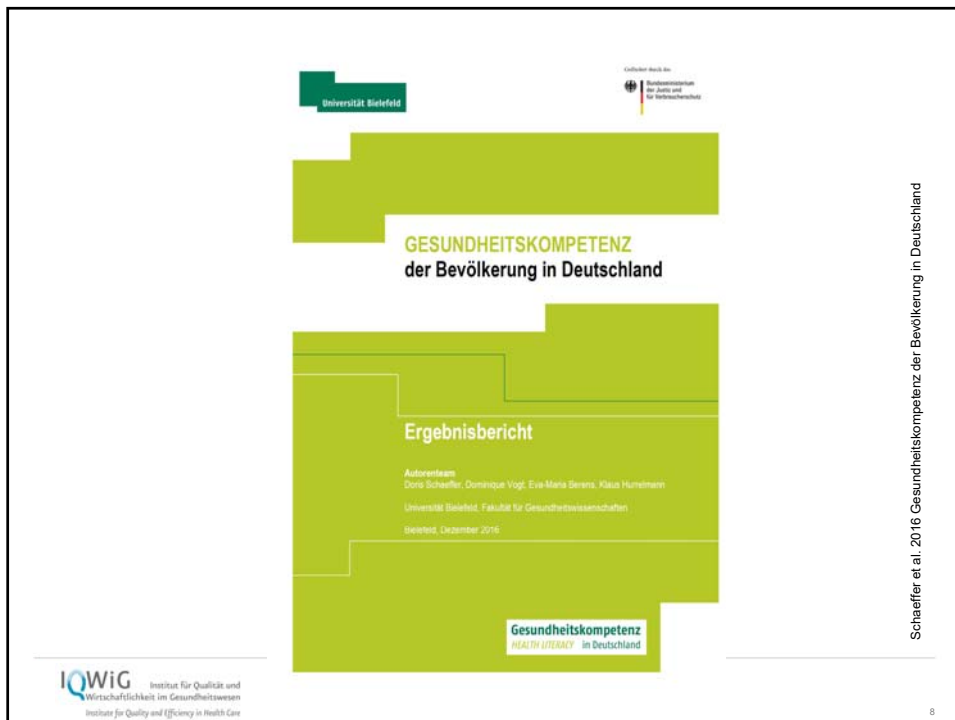 Universität Bielefeld
Gefördert durch das
Bundesministerium
der Justiz und
für Verbraucherschutz
GESUNDHEITSKOMPETENZ
der Bevölkerung in Deutschland
Ergebnisbericht
Autorenteam
Doris Schaeffer, Dominique Vogt, Eva-Maria Berens, Klaus Hurrelmann
Universität Bielefeld, Fakultät für Gesundheitswissenschaften
Bielefeld, Dezember 2016
Gesundheitskompetenz
HEALTH LITERACY in Deutschland
Schaeffer et al. 2016 Gesundheitskompetenz der Bevölkerung in Deutschland
IQWiG Institut für Qualität und
Wirtschaftlichkeit im Gesundheitswesen
Institute for Quality and Efficiency in Health Care
8